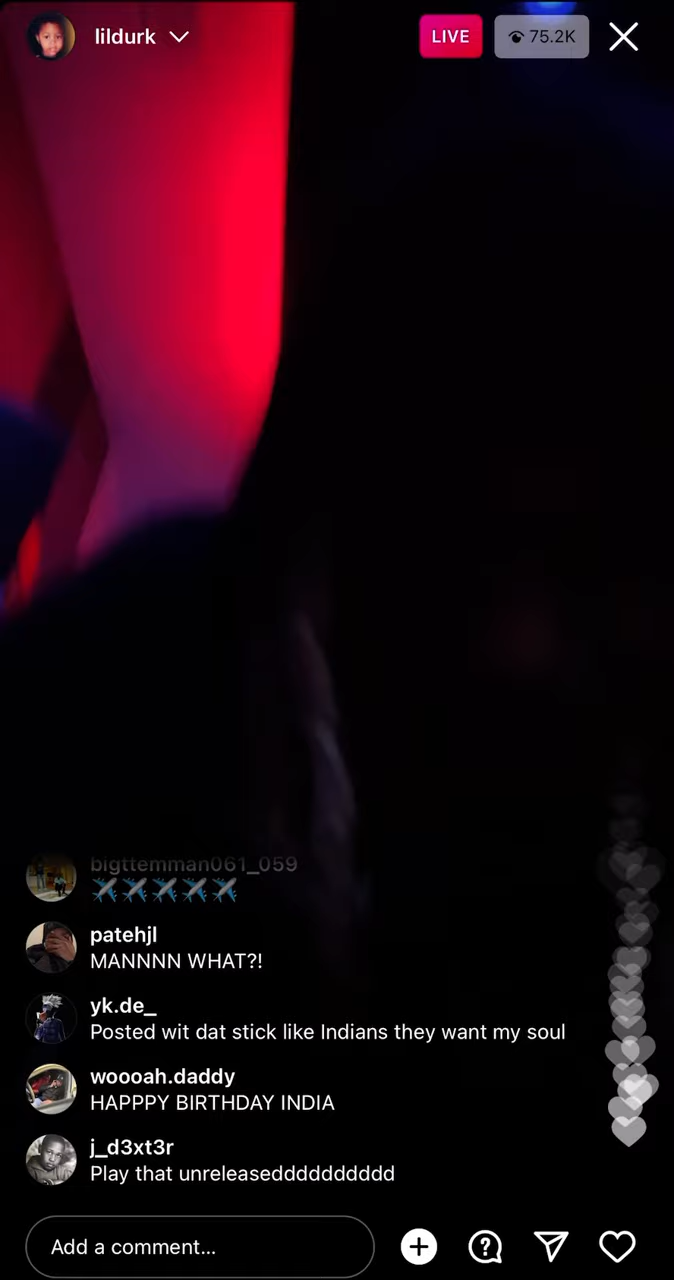 lildurk
LIVE
75.2K
bigttemman061_059
✈️✈️✈️✈️✈️
patehjl
MANNNN WHAT?!
yk.de_
Posted wit dat stick like Indians they want my soul
woooah.daddy
HAPPPY BIRTHDAY INDIA
j_d3xt3r
Play that unreleasedddddddddd
Add a comment...